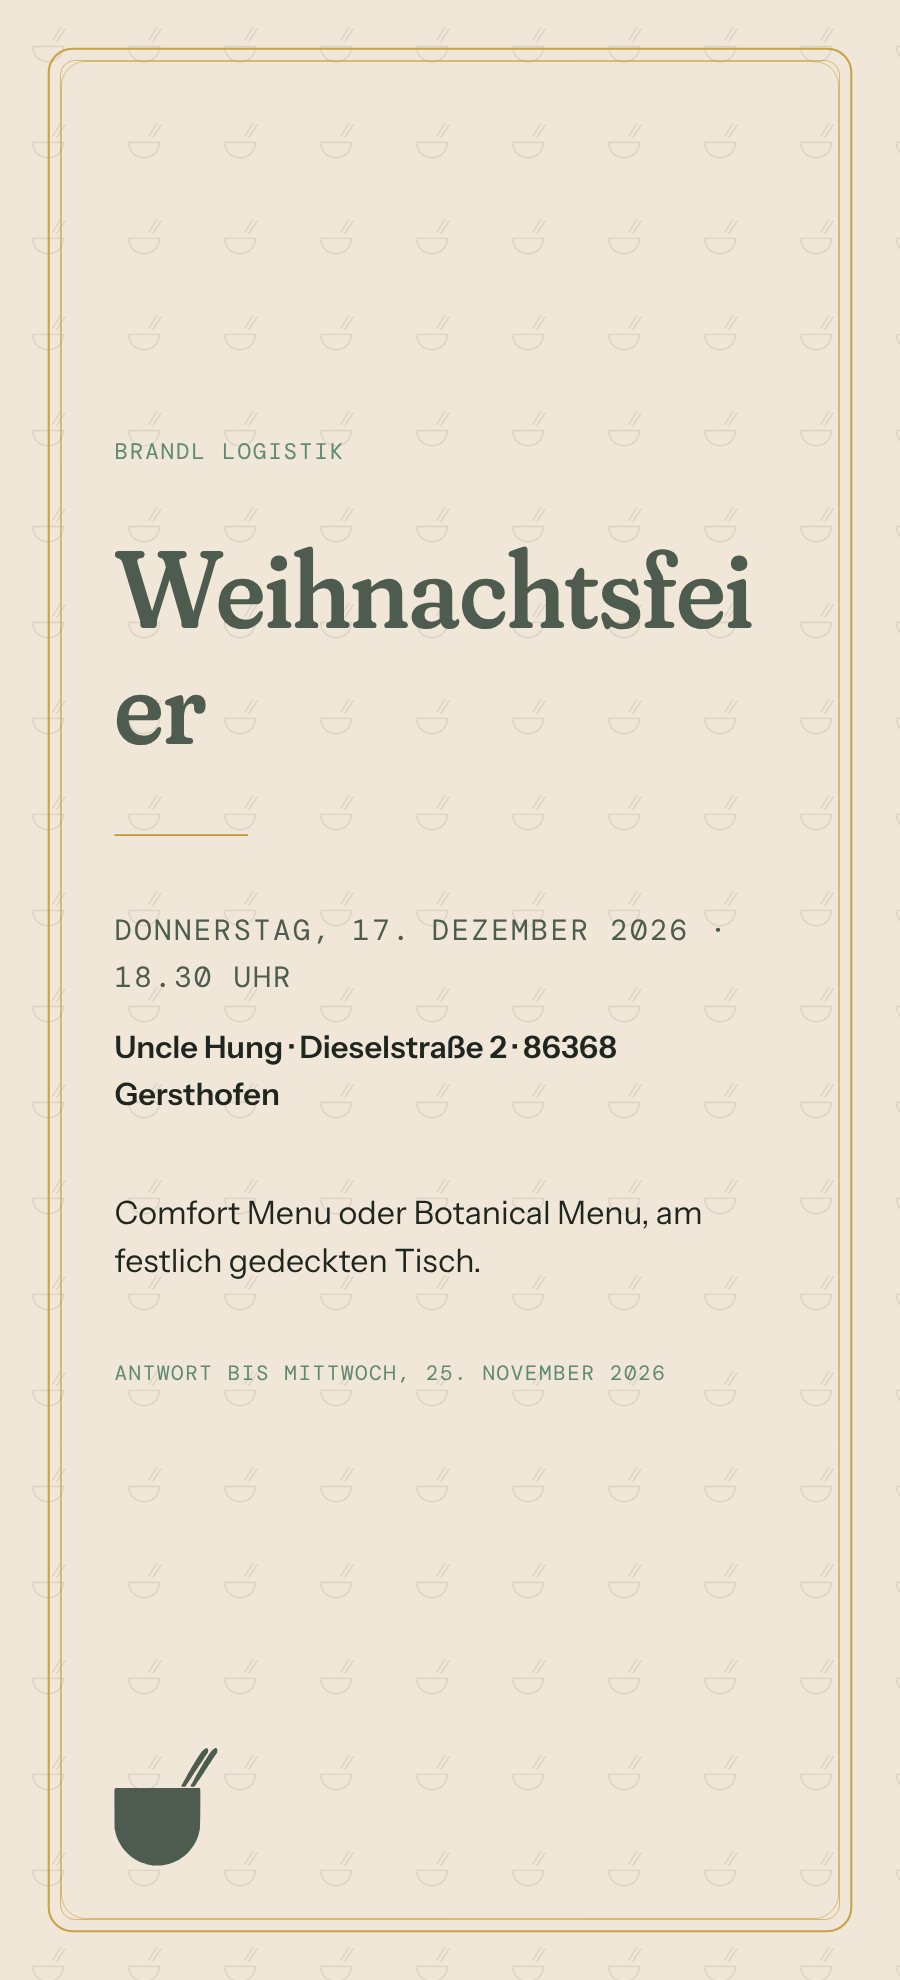 BRANDL LOGISTIK
Weihnachtsfei
er
DONNERSTAG, 17. DEZEMBER 2026 ·
18.30 UHR
Uncle Hung · Dieselstraße 2 · 86368
Gersthofen
Comfort Menu oder Botanical Menu, am
festlich gedeckten Tisch.
ANTWORT BIS MITTWOCH, 25. NOVEMBER 2026